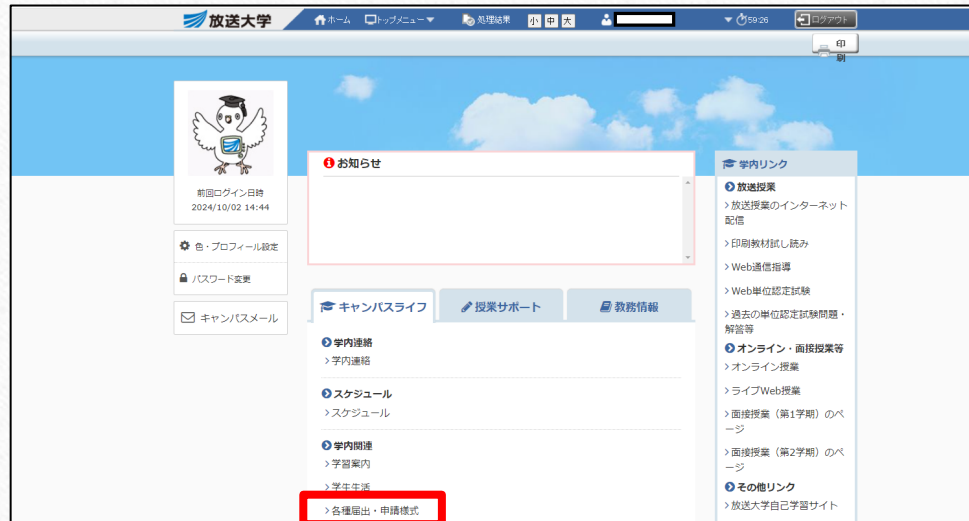 放送大学
ホーム
トップメニュー▼
処理結果
小 中 大
▼
59:26
ログアウト
印
刷
前回ログイン日時
2024/10/02 14:44
色・プロフィール設定
パスワード変更
キャンパスメール
お知らせ
キャンパスライフ
授業サポート
教務情報
学内連絡
学内連絡
スケジュール
スケジュール
学内関連
学習案内
学生生活
各種届出・申請様式
学内リンク
放送授業
放送授業のインターネット
配信
印刷教材試し読み
Web通信指導
Web単位認定試験
過去の単位認定試験問題・
解答等
オンライン・面接授業等
オンライン授業
ライブWeb授業
面接授業（第1学期）のペ
ージ
面接授業（第2学期）のペ
ージ
その他リンク
放送大学自己学習サイト